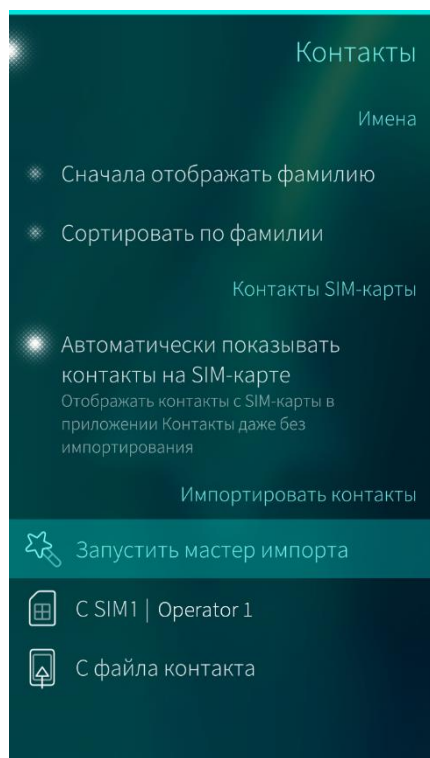 Контакты
Имена
Сначала отображать фамилию
Сортировать по фамилии
Контакты SIM-карты
Автоматически показывать
контакты на SIM-карте
Отображать контакты с SIM-карты в
приложении Контакты даже без
импортирования
Импортировать контакты
Запустить мастер импорта
С SIM1 | Operator 1
С файла контакта